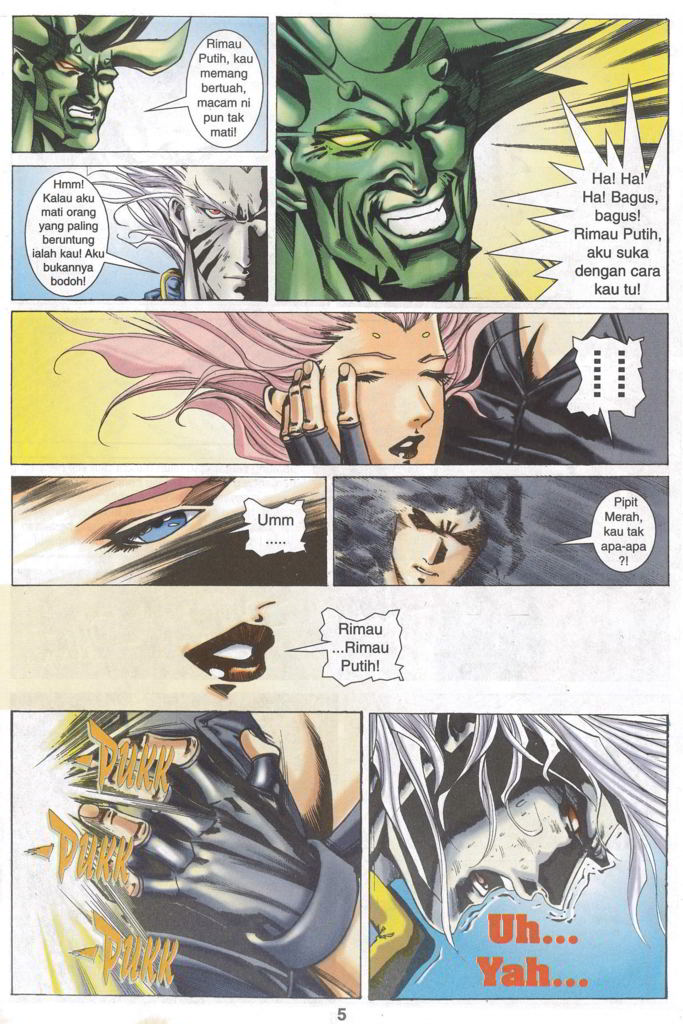 Rimau
Putih, kau
memang
bertuah,
macam ni
pun tak
mati!
Hmm!
Kalau aku
mati orang
yang paling
beruntung
ialah kau! Aku
bukannya
bodoh!
Ha! Ha!
Ha! Bagus,
bagus!
Rimau Putih,
aku suka
dengan cara
kau tu!
Umm
.....
Pipit
Merah,
kau tak
apa-apa
?!
Rimau
...Rimau
Putih!
PUKK
PUKK
PUKK
Uh...
Yah...
5